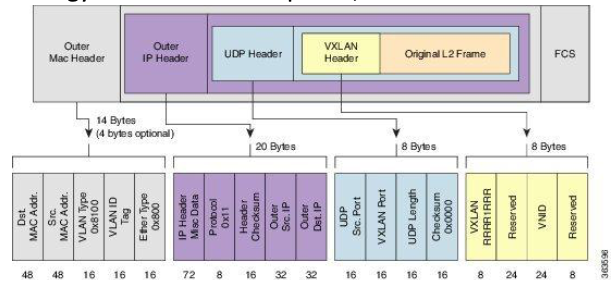 Outer
Mac Header
Outer
IP Header
UDP Header
VXLAN
Header
Original L2 Frame
FCS
14 Bytes
(4 bytes optional)
20 Bytes
8 Bytes
8 Bytes
Dst.
MAC Addr.
Src.
MAC Addr.
VLAN Type
0x8100
VLAN ID
Tag
Ether Type
0x800
IP Header
Misc Data
Protocol
0x11
Header
Checksum
Outer
Src. IP
Outer
Dst. IP
UDP
Src. Port
VXLAN Port
UDP Length
Checksum
0x0000
VXLAN
RRRR1RRR
Reserved
VNID
Reserved
48 48 16 16 16 72 8 16 32 32 16 16 16 16 8 24 24 8